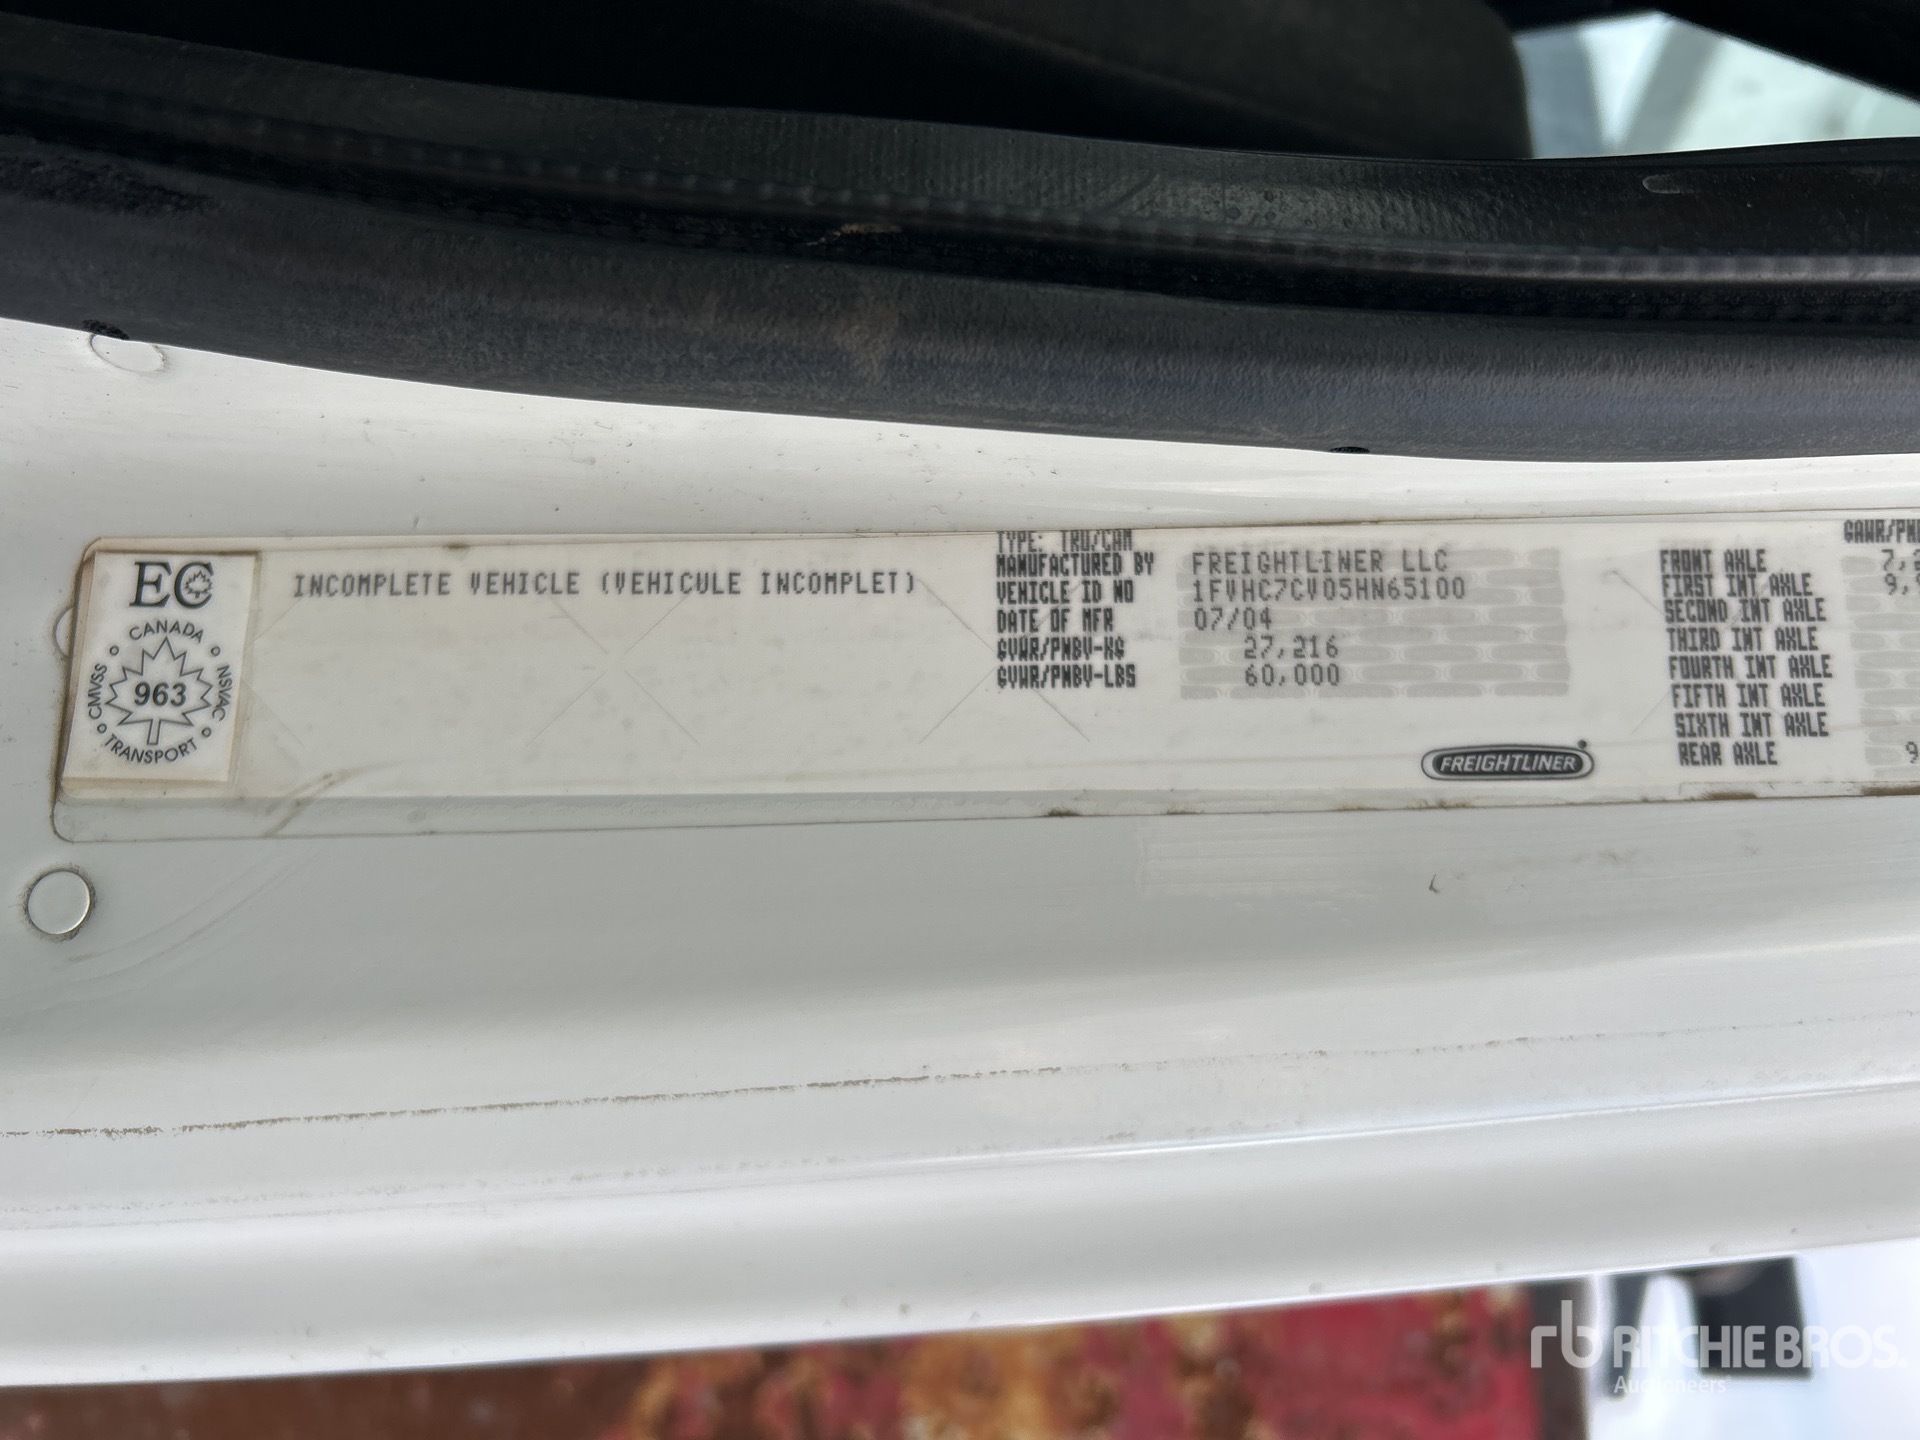 EC
CANADA
CMVSS
963
NSVAC
TRANSPORT
INCOMPLETE VEHICLE (VEHICULE INCOMPLET)
TYPE: TRU/CAM
MANUFACTURED BY FREIGHTLINER LLC
VEHICLE ID NO 1FVHC7CV05HN65100
DATE OF MFR 07/04
GVWR/PNBV-KG 27,216
GVWR/PNBV-LBS 60,000
FREIGHTLINER
FRONT AXLE
FIRST INT AXLE
SECOND INT AXLE
THIRD INT AXLE
FOURTH INT AXLE
FIFTH INT AXLE
SIXTH INT AXLE
REAR AXLE
rb RITCHIE BROS.
Auctioneers